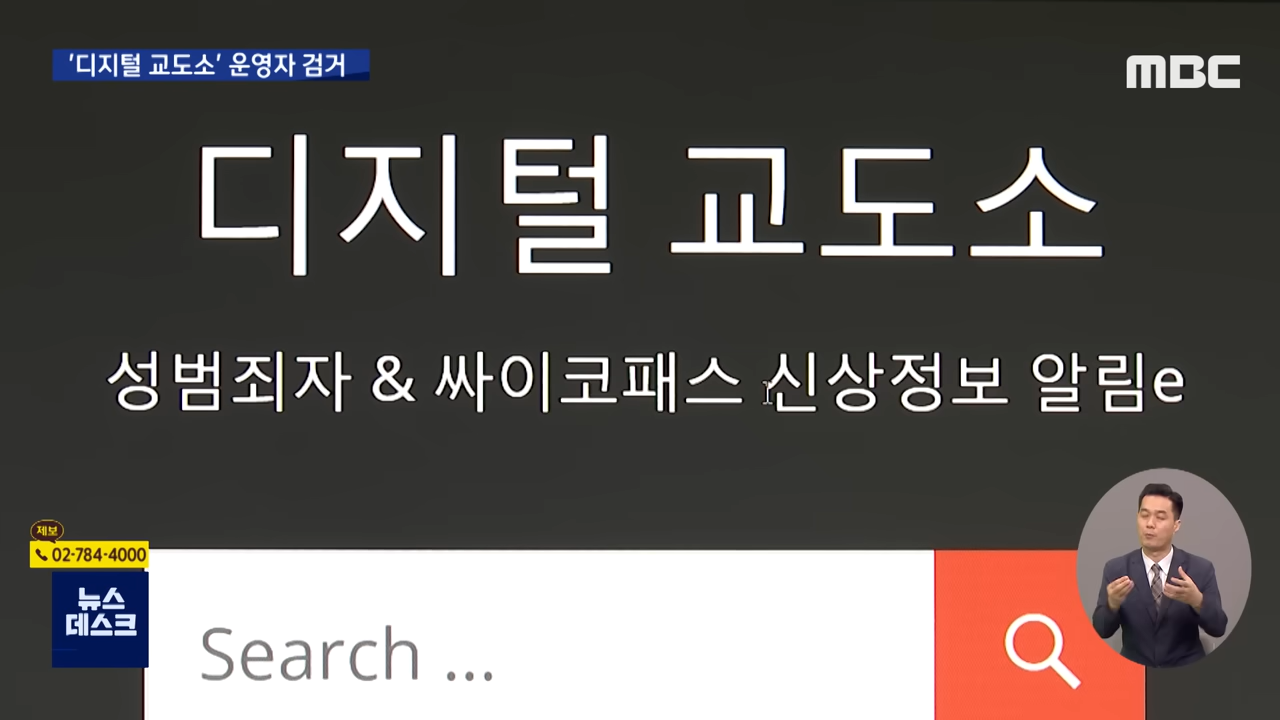 '디지털 교도소' 운영자 검거
MBC
디지털 교도소
성범죄자 & 싸이코패스 신상정보 알림e
제보
02-784-4000
뉴스
데스크
Search ...